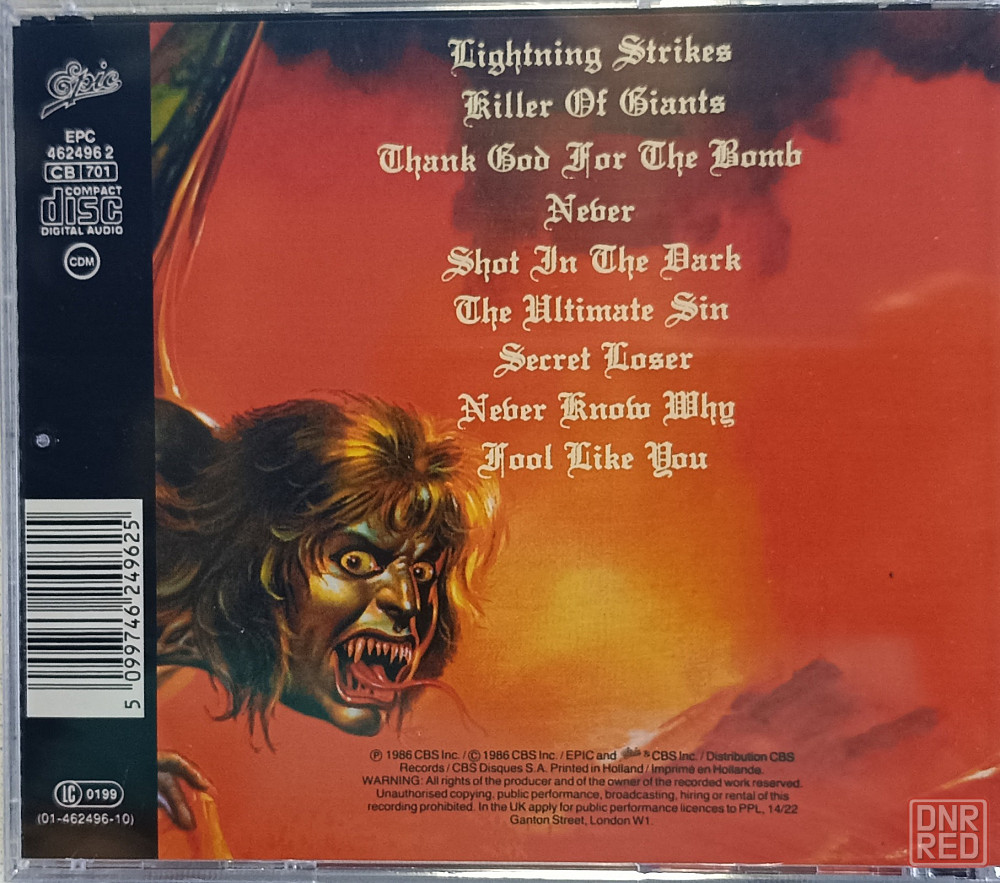 Epic
EPC
462496 2
CB 701
COMPACT
disc
DIGITAL AUDIO
CDM
5 099746 249625
LC 0199
(01-462496-10)
Lightning Strikes
Killer Of Giants
Thank God For The Bomb
Never
Shot In The Dark
The Ultimate Sin
Secret Loser
Never Know Why
Fool Like You
℗ 1986 CBS Inc. / © 1986 CBS Inc. / EPIC and Epic ® CBS Inc. / Distribution CBS
Records / CBS Disques S.A. Printed in Holland / Imprimé en Hollande.
WARNING: All rights of the producer and of the owner of the recorded work reserved.
Unauthorised copying, public performance, broadcasting, hiring or rental of this
recording prohibited. In the UK apply for public performance licences to PPL, 14/22
Ganton Street, London W1.
DNR
RED